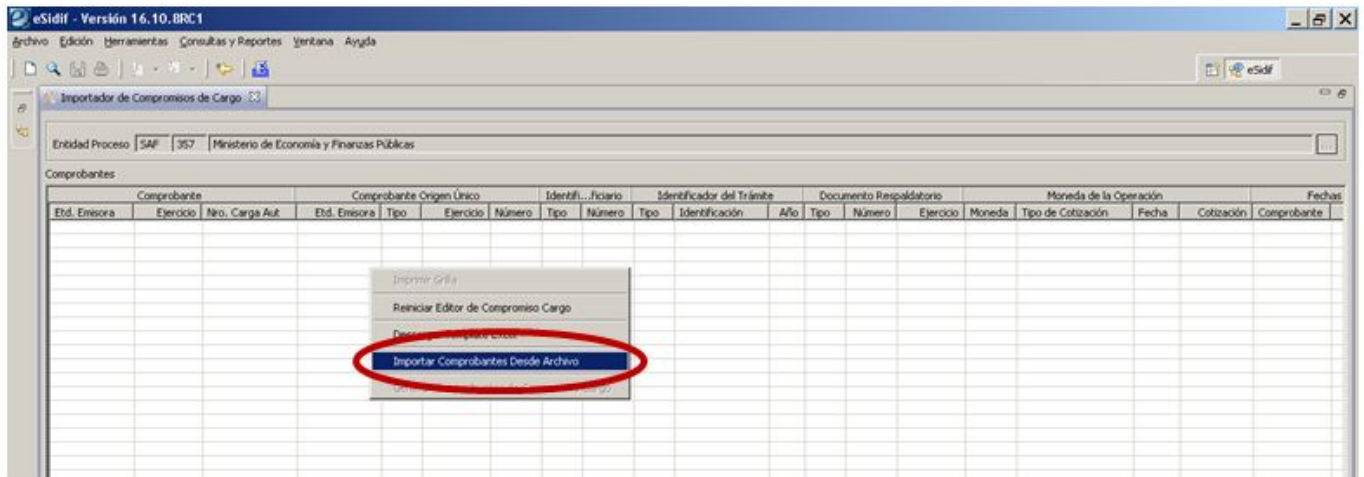 eSidif - Versión 16.10.8RC1
Archivo Edición Herramientas Consultas y Reportes Ventana Ayuda
eSidif
Importador de Compromisos de Cargo
Entidad Proceso SAF 357 Ministerio de Economía y Finanzas Públicas ...
Comprobantes
Comprobante Comprobante Origen Único Identifi...ficiario Identificador del Trámite Documento Respaldatorio Moneda de la Operación Fechas
Etd. Emisora Ejercicio Nro. Carga Aut Etd. Emisora Tipo Ejercicio Número Tipo Número Tipo Identificación Año Tipo Número Ejercicio Moneda Tipo de Cotización Fecha Cotización Comprobante
Imprimir Grilla
Reiniciar Editor de Compromiso Cargo
Importar Comprobantes Desde Archivo